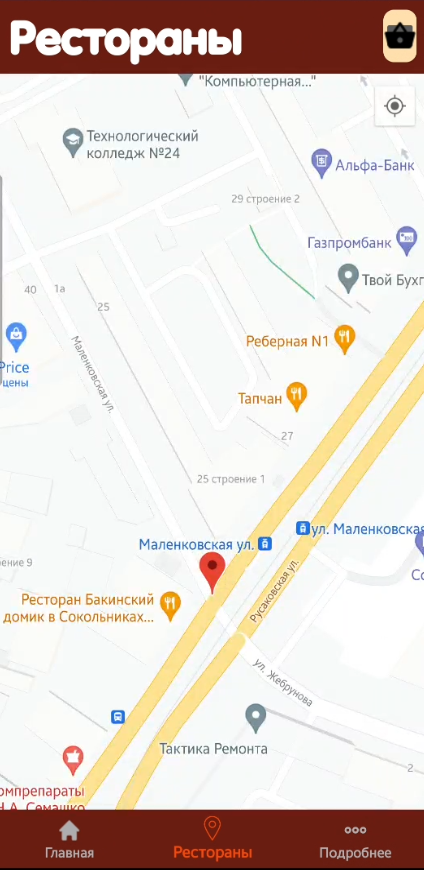 Рестораны
"Компьютерная..."
Технологический
колледж №24
Альфа-Банк
29 строение 2
Газпромбанк
Твой Бухг
40
1а
25
Price
цены
Маленковская ул.
Реберная N1
Тапчан
27
25 строение 1
Маленковская ул.
ул. Маленковская
ение 9
Русаковская ул.
Со
Ресторан Бакинский
домик в Сокольниках...
ул. Жебрунова
Тактика Ремонта
2
омпрепараты
Н.А. Семашко
Главная
Рестораны
Подробнее